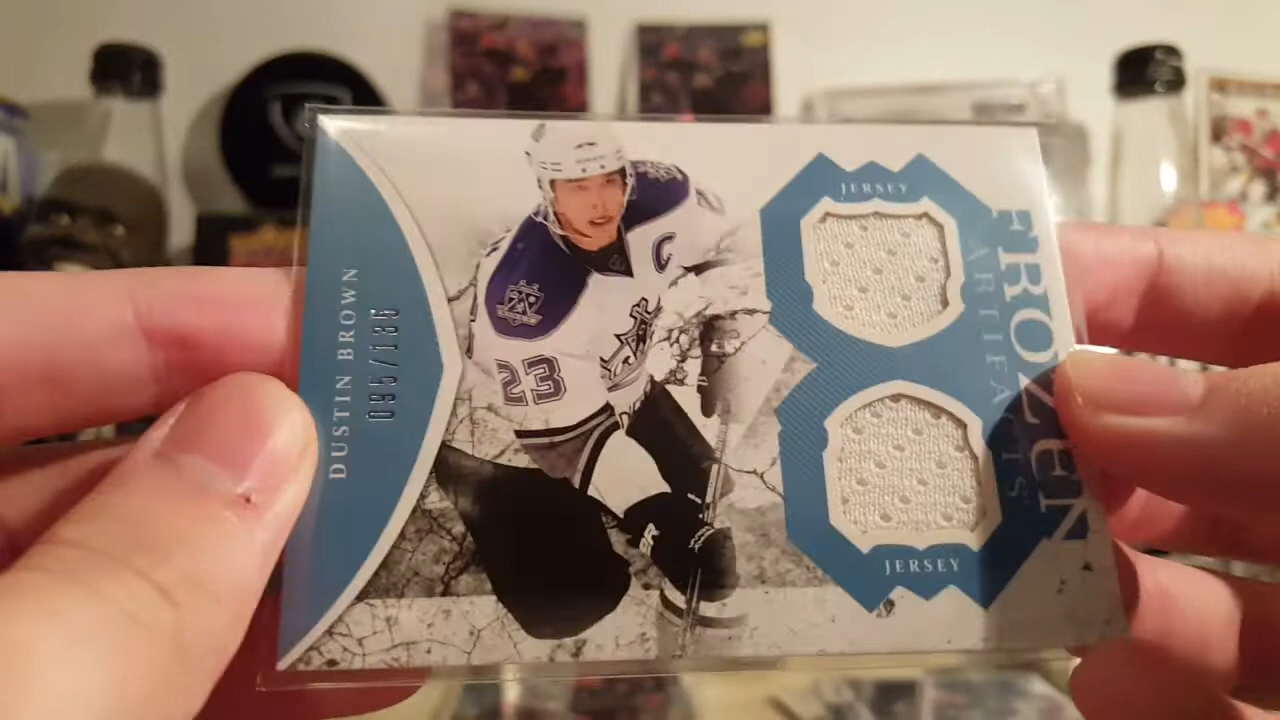 DUSTIN BROWN
095/135
23
C
JERSEY
JERSEY
FROZEN
ARTIFACTS